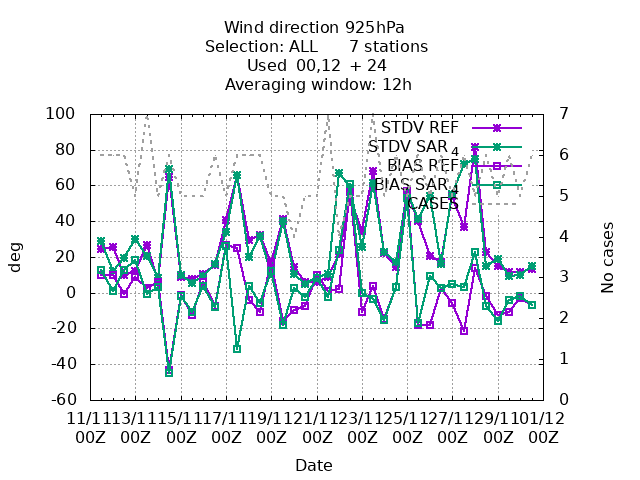 Wind direction 925hPa
Selection: ALL 7 stations
Used 00,12 + 24
Averaging window: 12h
100 7
STDV REF
80 STDV SAR_4 6
BIAS REF
60 BIAS SAR_4 5
CASES
40 4
20 3
0
-20 2
-40 1
-60 0
deg
No cases
11/11 13/11 15/11 17/11 19/11 21/11 23/11 25/11 27/11 29/11 01/12
00Z 00Z 00Z 00Z 00Z 00Z 00Z 00Z 00Z 00Z 00Z
Date